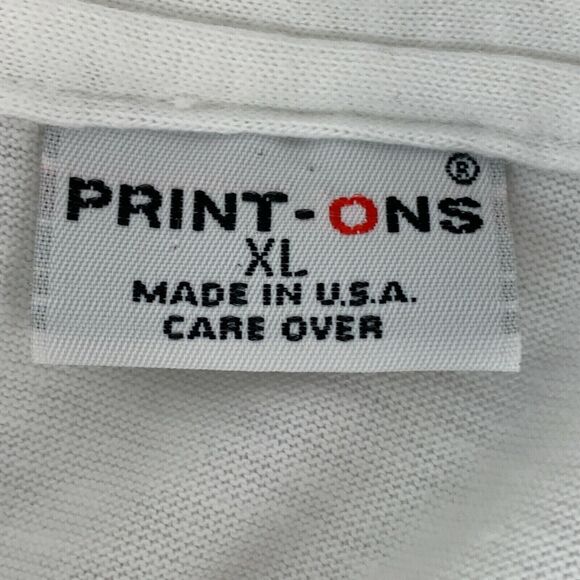 PRINT-ONS®
XL
MADE IN U.S.A.
CARE OVER